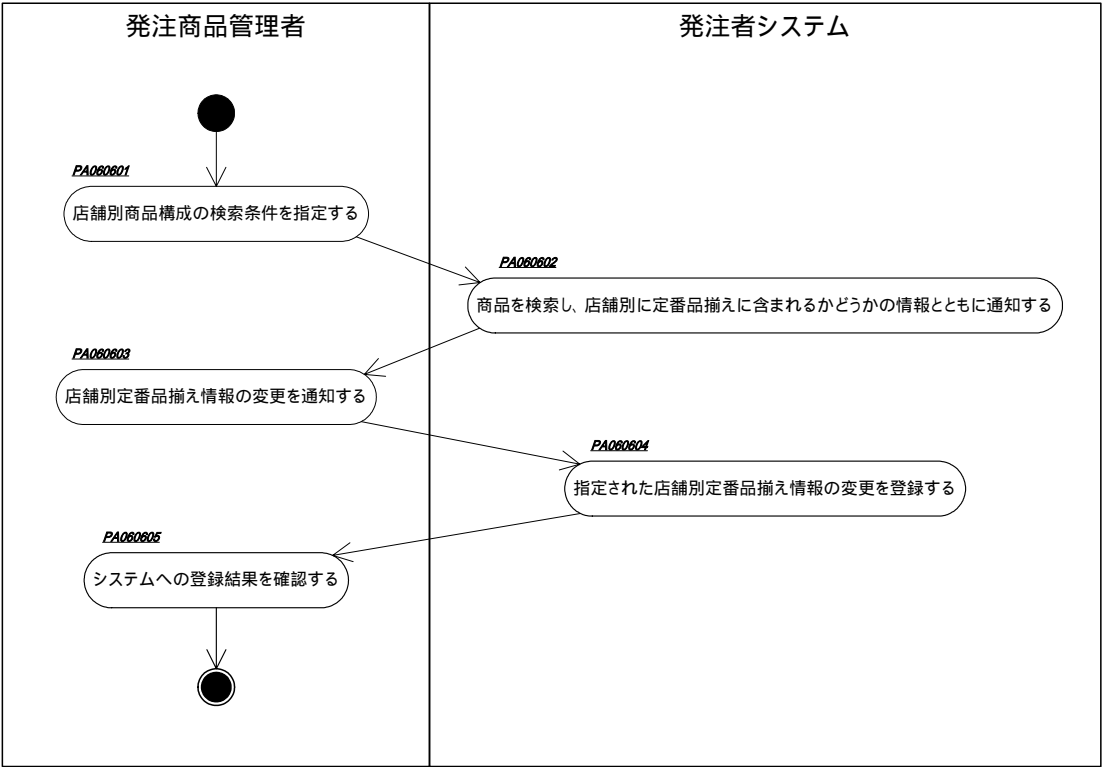 発注商品管理者
発注者システム
PA060601
店舗別商品構成の検索条件を指定する
PA060602
商品を検索し、店舗別に定番品揃えに含まれるかどうかの情報とともに通知する
PA060603
店舗別定番品揃え情報の変更を通知する
PA060604
指定された店舗別定番品揃え情報の変更を登録する
PA060605
システムへの登録結果を確認する